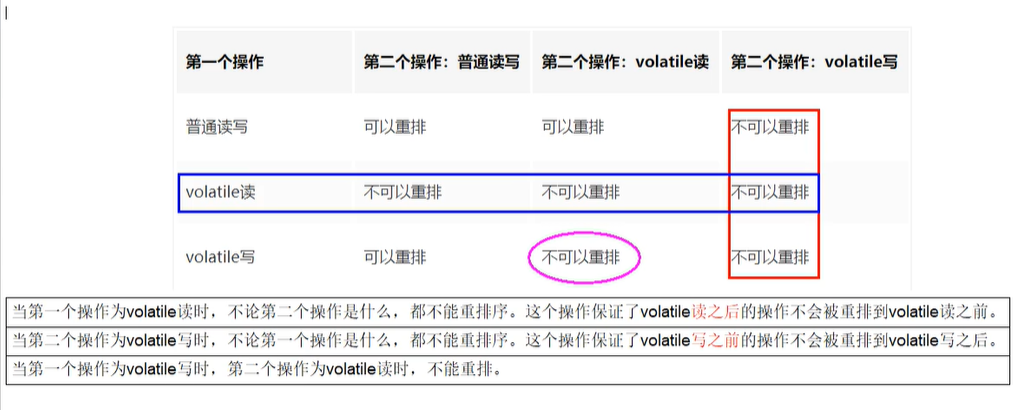 第一个操作 第二个操作：普通读写 第二个操作：volatile读 第二个操作：volatile写
普通读写 可以重排 可以重排 不可以重排
volatile读 不可以重排 不可以重排 不可以重排
volatile写 可以重排 不可以重排 不可以重排
当第一个操作为volatile读时，不论第二个操作是什么，都不能重排序。这个操作保证了volatile读之后的操作不会被重排到volatile读之前。
当第二个操作为volatile写时，不论第一个操作是什么，都不能重排序。这个操作保证了volatile写之前的操作不会被重排到volatile写之后。
当第一个操作为volatile写时，第二个操作为volatile读时，不能重排。